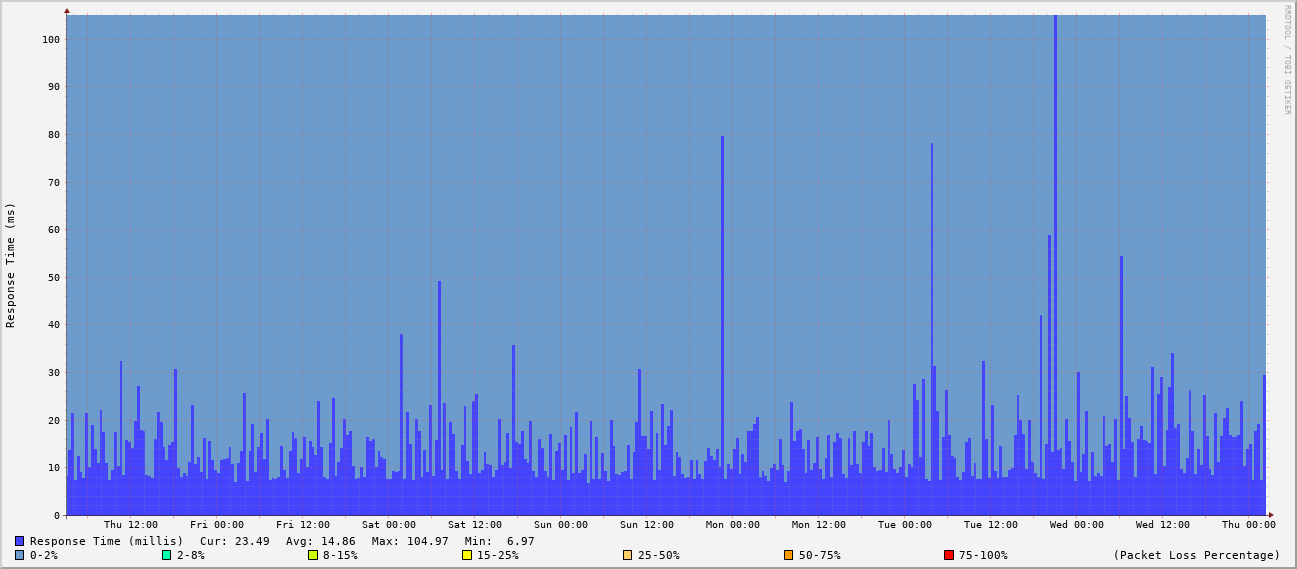 RRDTOOL / TOBI OETIKER
Response Time (ms)
100
90
80
70
60
50
40
30
20
10
0
Thu 12:00 Fri 00:00 Fri 12:00 Sat 00:00 Sat 12:00 Sun 00:00 Sun 12:00 Mon 00:00 Mon 12:00 Tue 00:00 Tue 12:00 Wed 00:00 Wed 12:00 Thu 00:00
Response Time (millis) Cur: 23.49 Avg: 14.86 Max: 104.97 Min: 6.97
0-2% 2-8% 8-15% 15-25% 25-50% 50-75% 75-100% (Packet Loss Percentage)